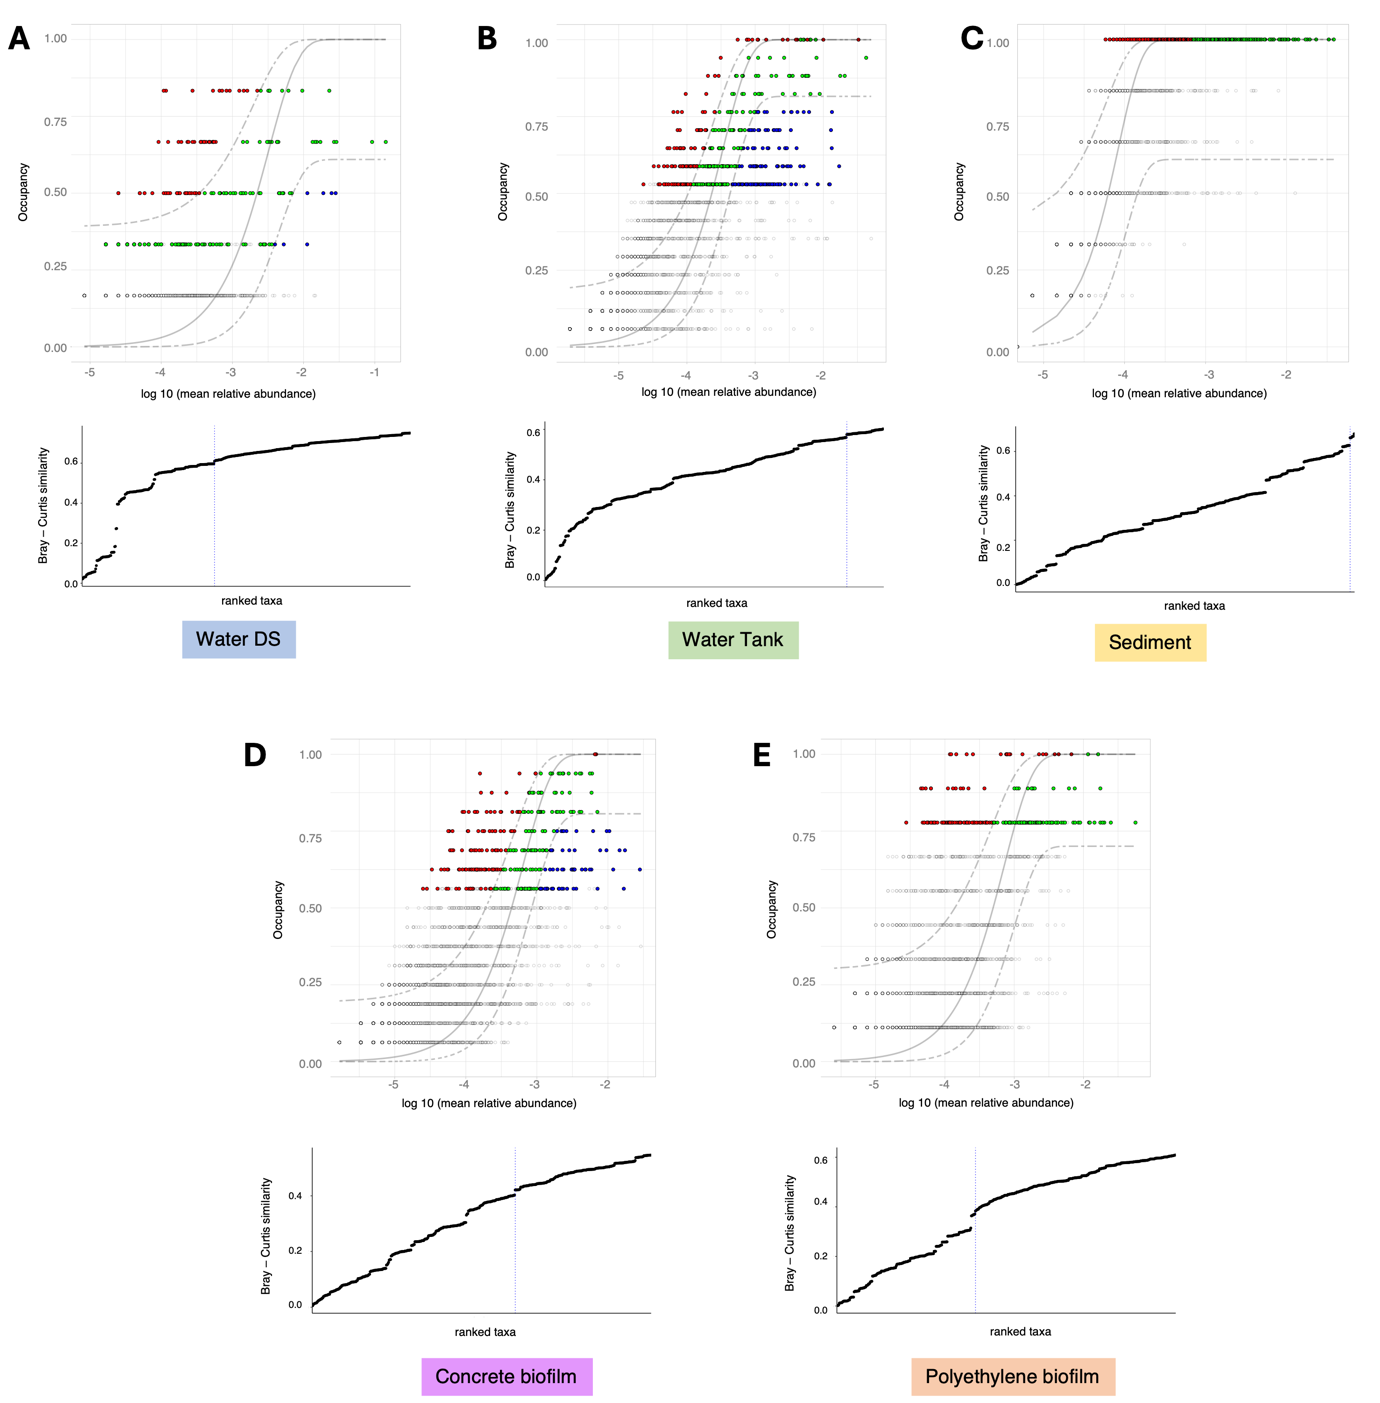 A
1.00
0.75
0.50
0.25
0.00
Occupancy
-5
-4
-3
-2
-1
log 10 (mean relative abundance)
B
1.00
0.75
0.50
0.25
0.00
Occupancy
-5
-4
-3
-2
log 10 (mean relative abundance)
C
1.00
0.75
0.50
0.25
0.00
Occupancy
-5
-4
-3
-2
log 10 (mean relative abundance)
Bray – Curtis similarity
0.6
0.4
0.2
0.0
ranked taxa
Water DS
Bray – Curtis similarity
0.6
0.4
0.2
0.0
ranked taxa
Water Tank
Bray – Curtis similarity
0.6
0.4
0.2
0.0
ranked taxa
Sediment
D
1.00
0.75
0.50
0.25
0.00
Occupancy
-5
-4
-3
-2
log 10 (mean relative abundance)
E
1.00
0.75
0.50
0.25
0.00
Occupancy
-5
-4
-3
-2
log 10 (mean relative abundance)
Bray – Curtis similarity
0.4
0.2
0.0
ranked taxa
Concrete biofilm
Bray – Curtis similarity
0.6
0.4
0.2
0.0
ranked taxa
Polyethylene biofilm